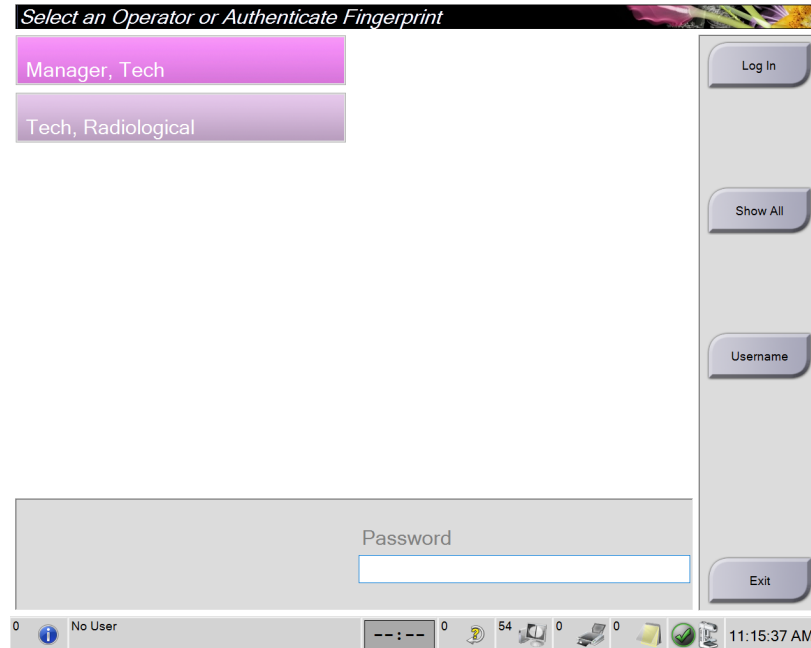 Select an Operator or Authenticate Fingerprint
Manager, Tech
Tech, Radiological
Log In
Show All
Username
Password
Exit
0
No User
--:--
0
54
0
0
11:15:37 AM